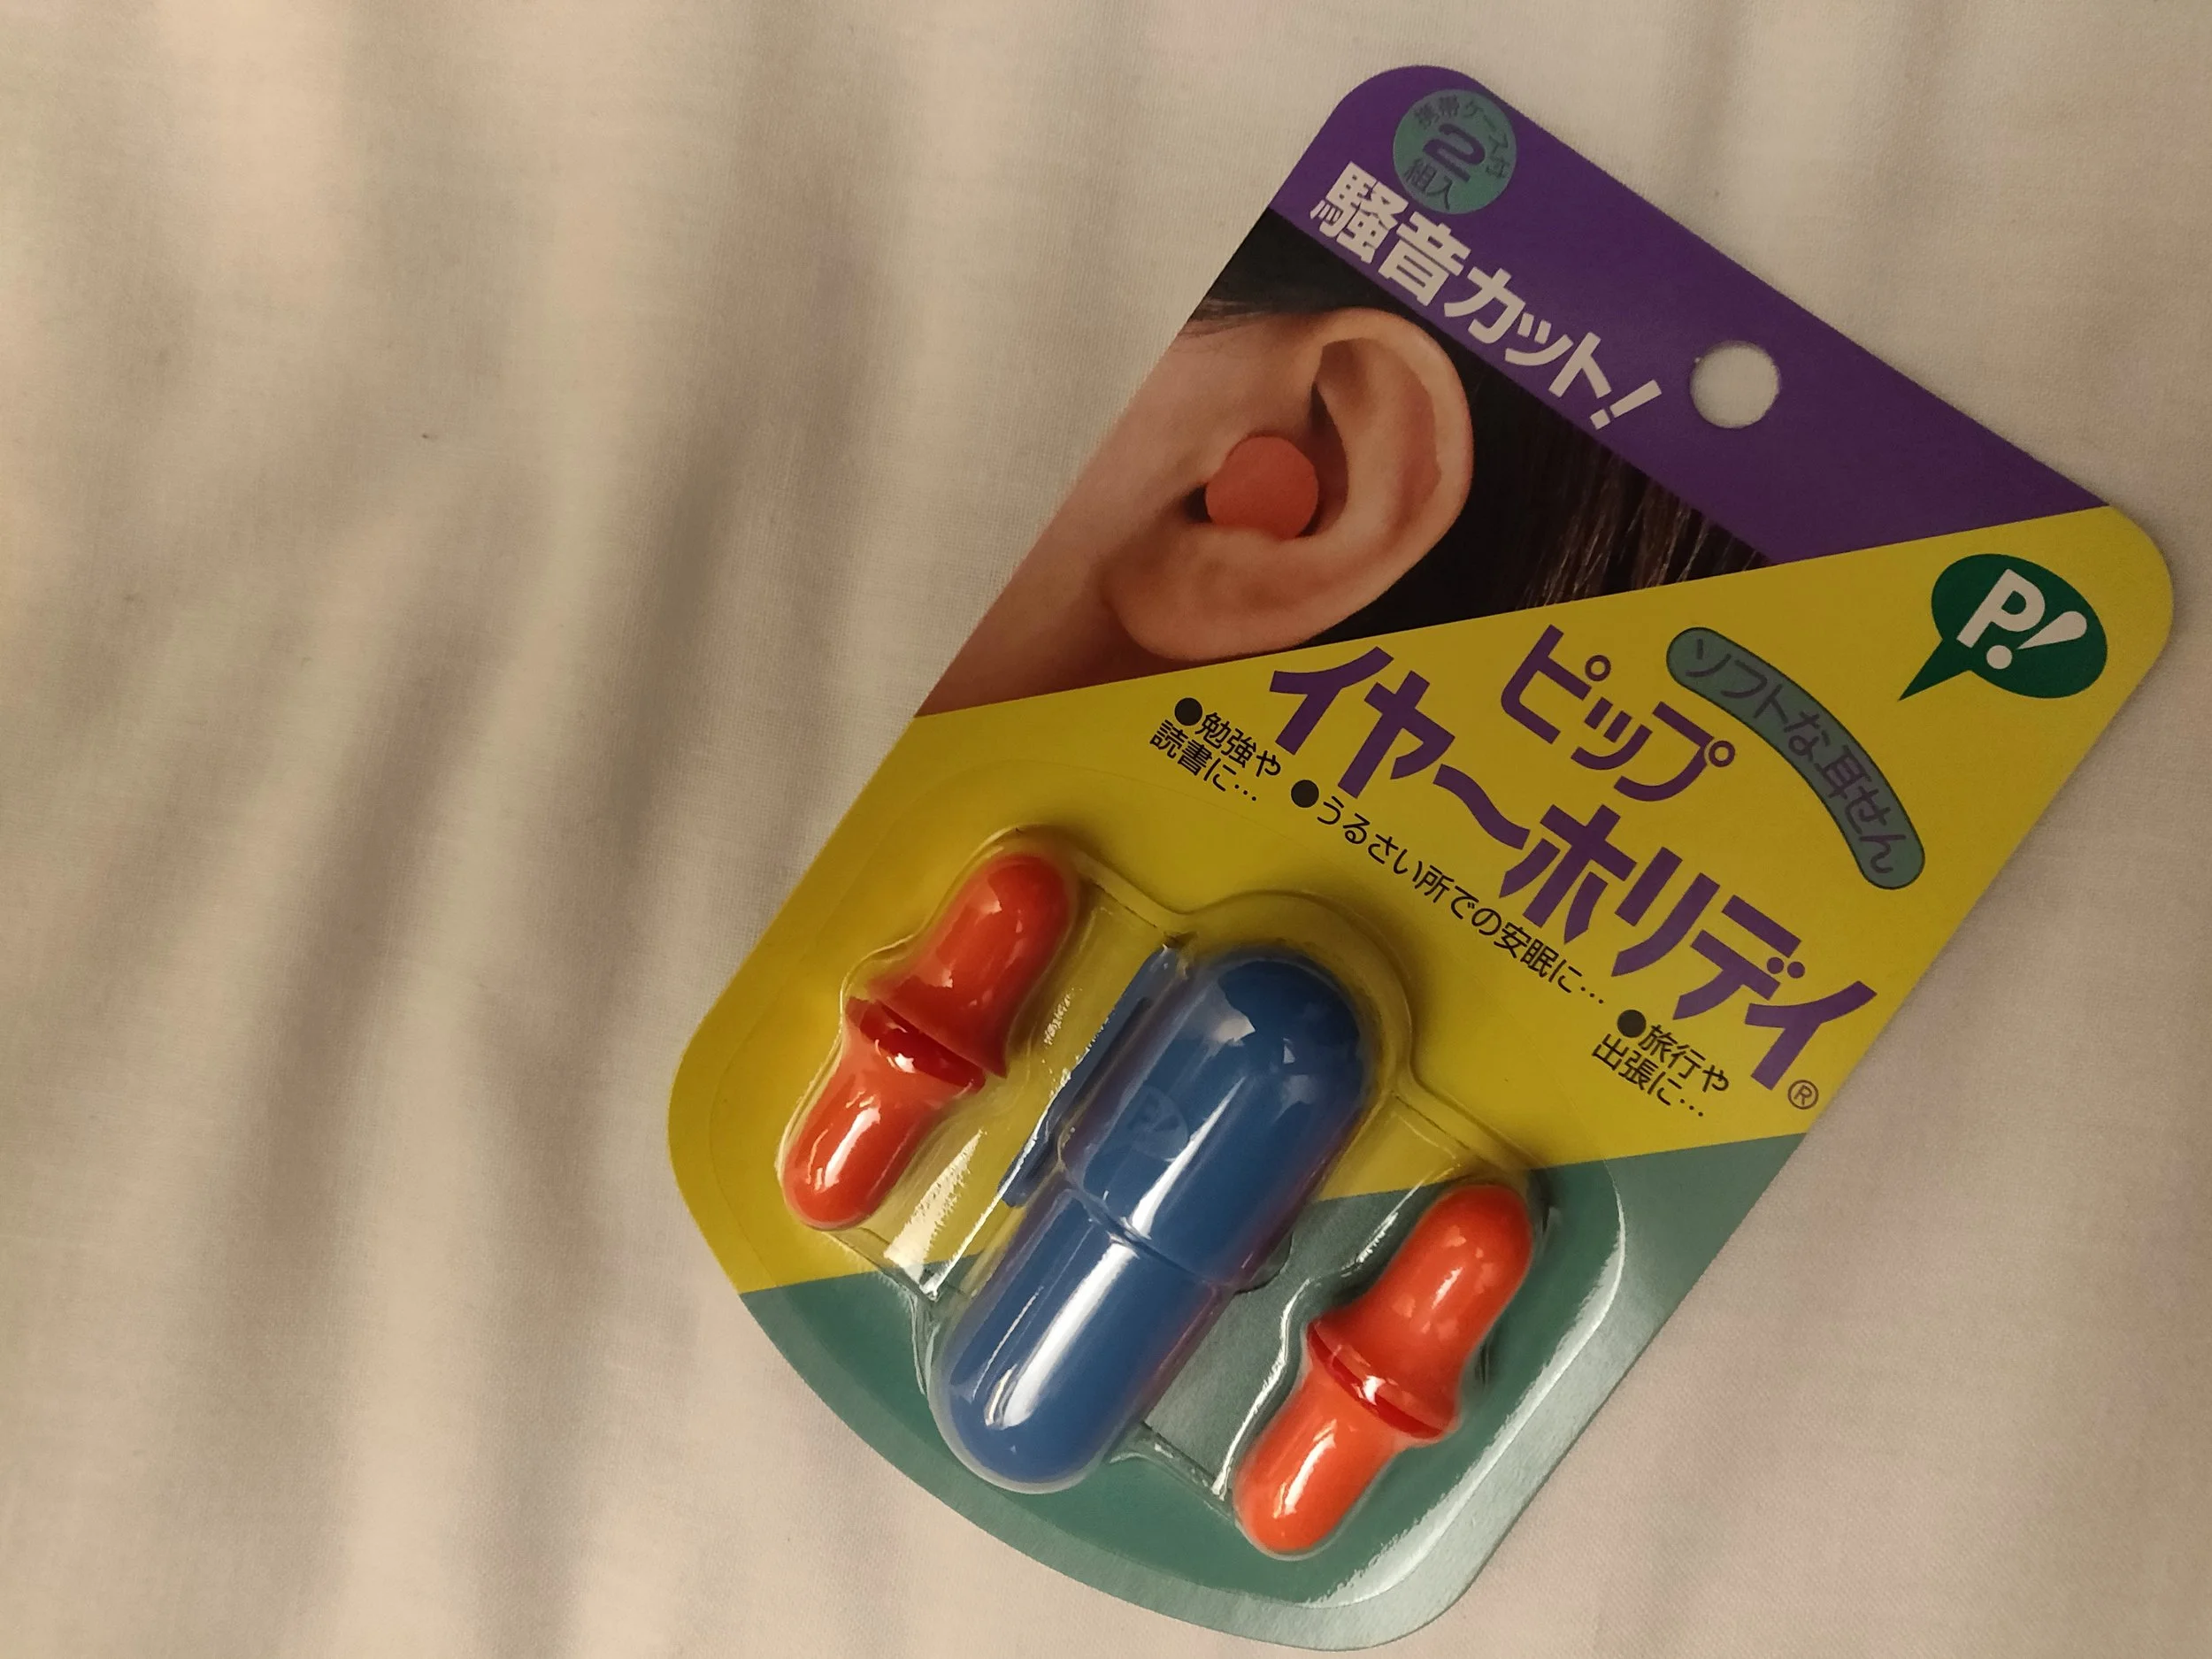 携帯ケース付
2
組入
騒音カット!
P!
ソフトな耳せん
ピップ
イヤ〜ホリデイ®
●勉強や
読書に…
●うるさい所での安眠に…
●旅行や
出張に…
P!